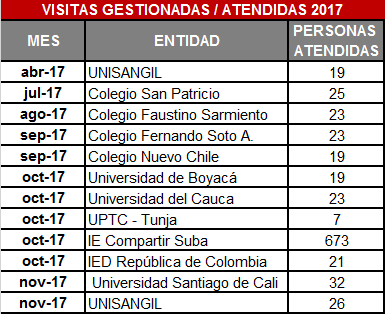 VISITAS GESTIONADAS / ATENDIDAS 2017
MES ENTIDAD PERSONAS ATENDIDAS
abr-17 UNISANGIL 19
jul-17 Colegio San Patricio 25
ago-17 Colegio Faustino Sarmiento 23
sep-17 Colegio Fernando Soto A. 23
sep-17 Colegio Nuevo Chile 19
oct-17 Universidad de Boyacá 19
oct-17 Universidad del Cauca 23
oct-17 UPTC - Tunja 7
oct-17 IE Compartir Suba 673
oct-17 IED República de Colombia 21
nov-17 Universidad Santiago de Cali 32
nov-17 UNISANGIL 26